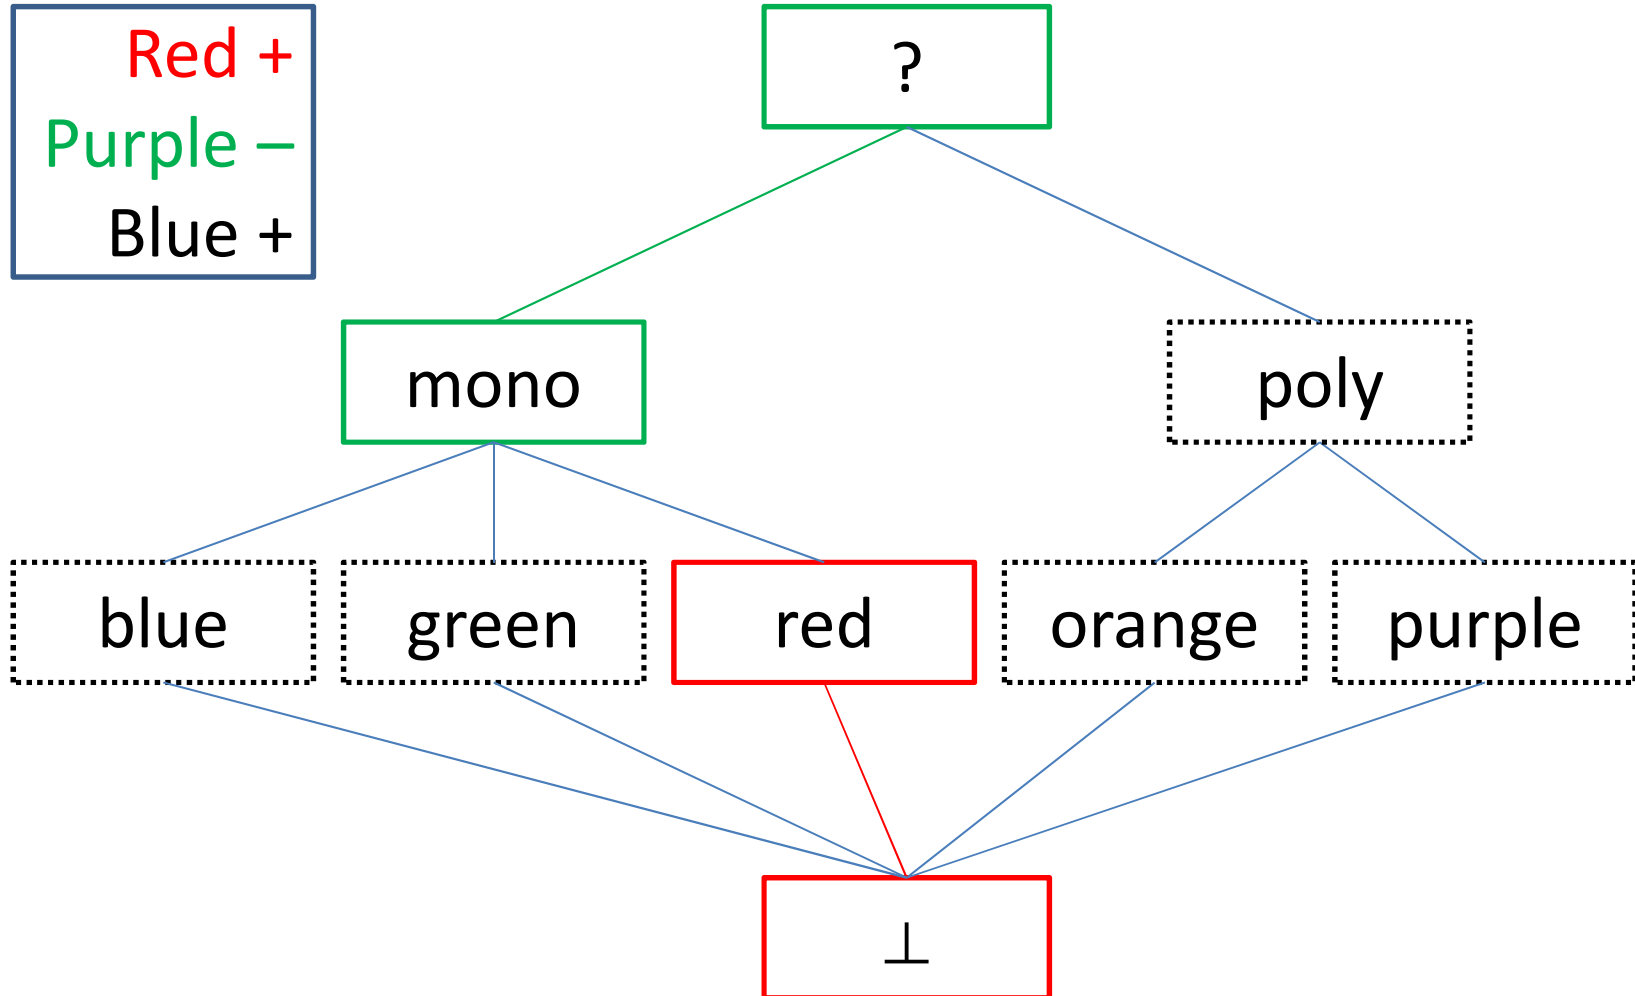 Red +
Purple –
Blue +
?
mono
poly
blue
green
red
orange
purple
⊥